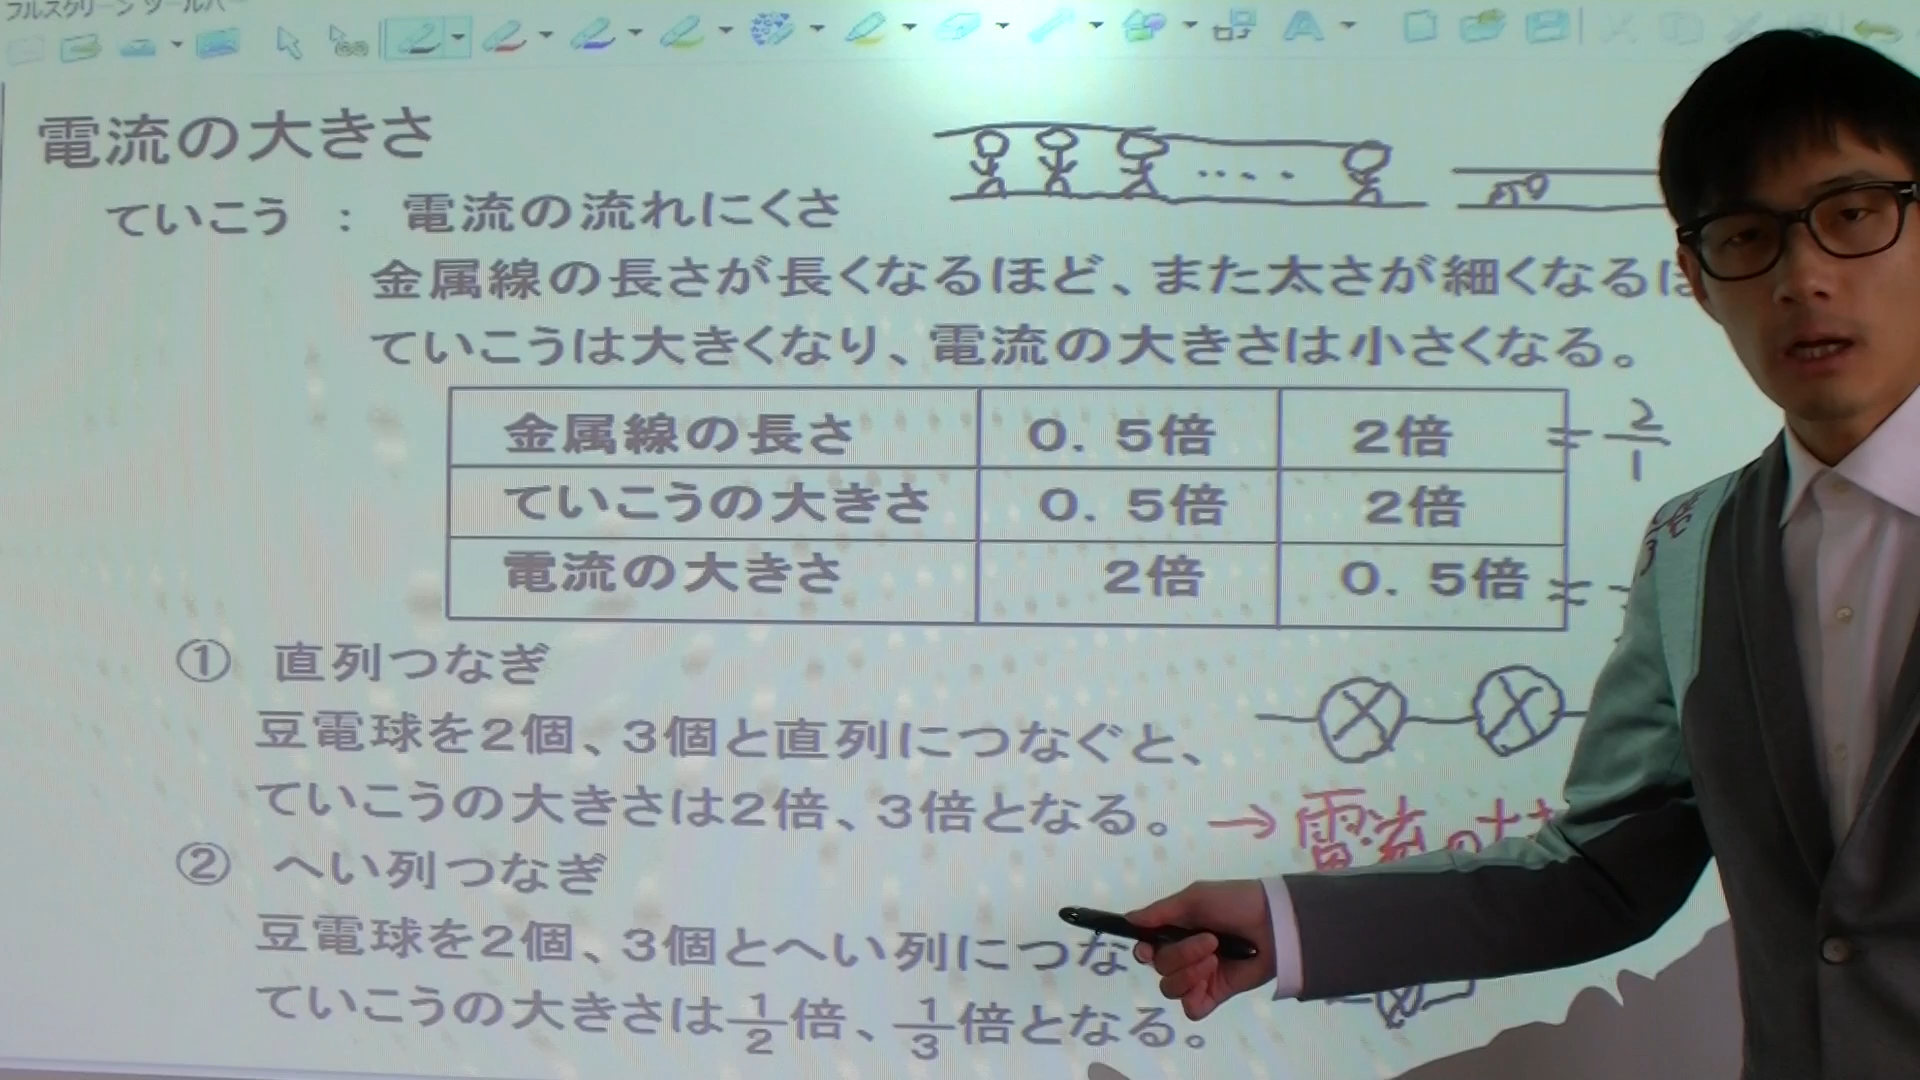 フルスクリーン ツールバー
電流の大きさ
ていこう : 電流の流れにくさ
金属線の長さが長くなるほど、また太さが細くなるほ
ていこうは大きくなり、電流の大きさは小さくなる。
金属線の長さ 0.5倍 2倍 = 2/1
ていこうの大きさ 0.5倍 2倍
電流の大きさ 2倍 0.5倍 =
① 直列つなぎ
豆電球を2個、3個と直列につなぐと、
ていこうの大きさは2倍、3倍となる。 → 電流の大き
② へい列つなぎ
豆電球を2個、3個とへい列につな
ていこうの大きさは1/2倍、1/3倍となる。